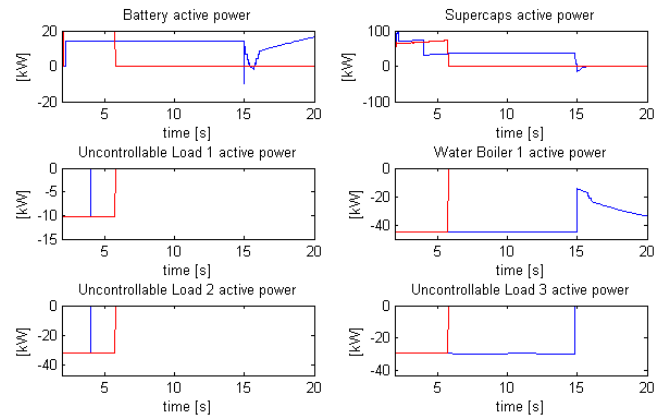 Battery active power
Supercaps active power
20
0
-20
[kW]
5
10
15
20
time [s]
100
0
-100
[kW]
5
10
15
20
time [s]
Uncontrollable Load 1 active power
Water Boiler 1 active power
0
-5
-10
-15
[kW]
5
10
15
20
time [s]
0
-20
-40
[kW]
5
10
15
20
time [s]
Uncontrollable Load 2 active power
Uncontrollable Load 3 active power
0
-20
-40
[kW]
5
10
15
20
time [s]
0
-20
-40
[kW]
5
10
15
20
time [s]